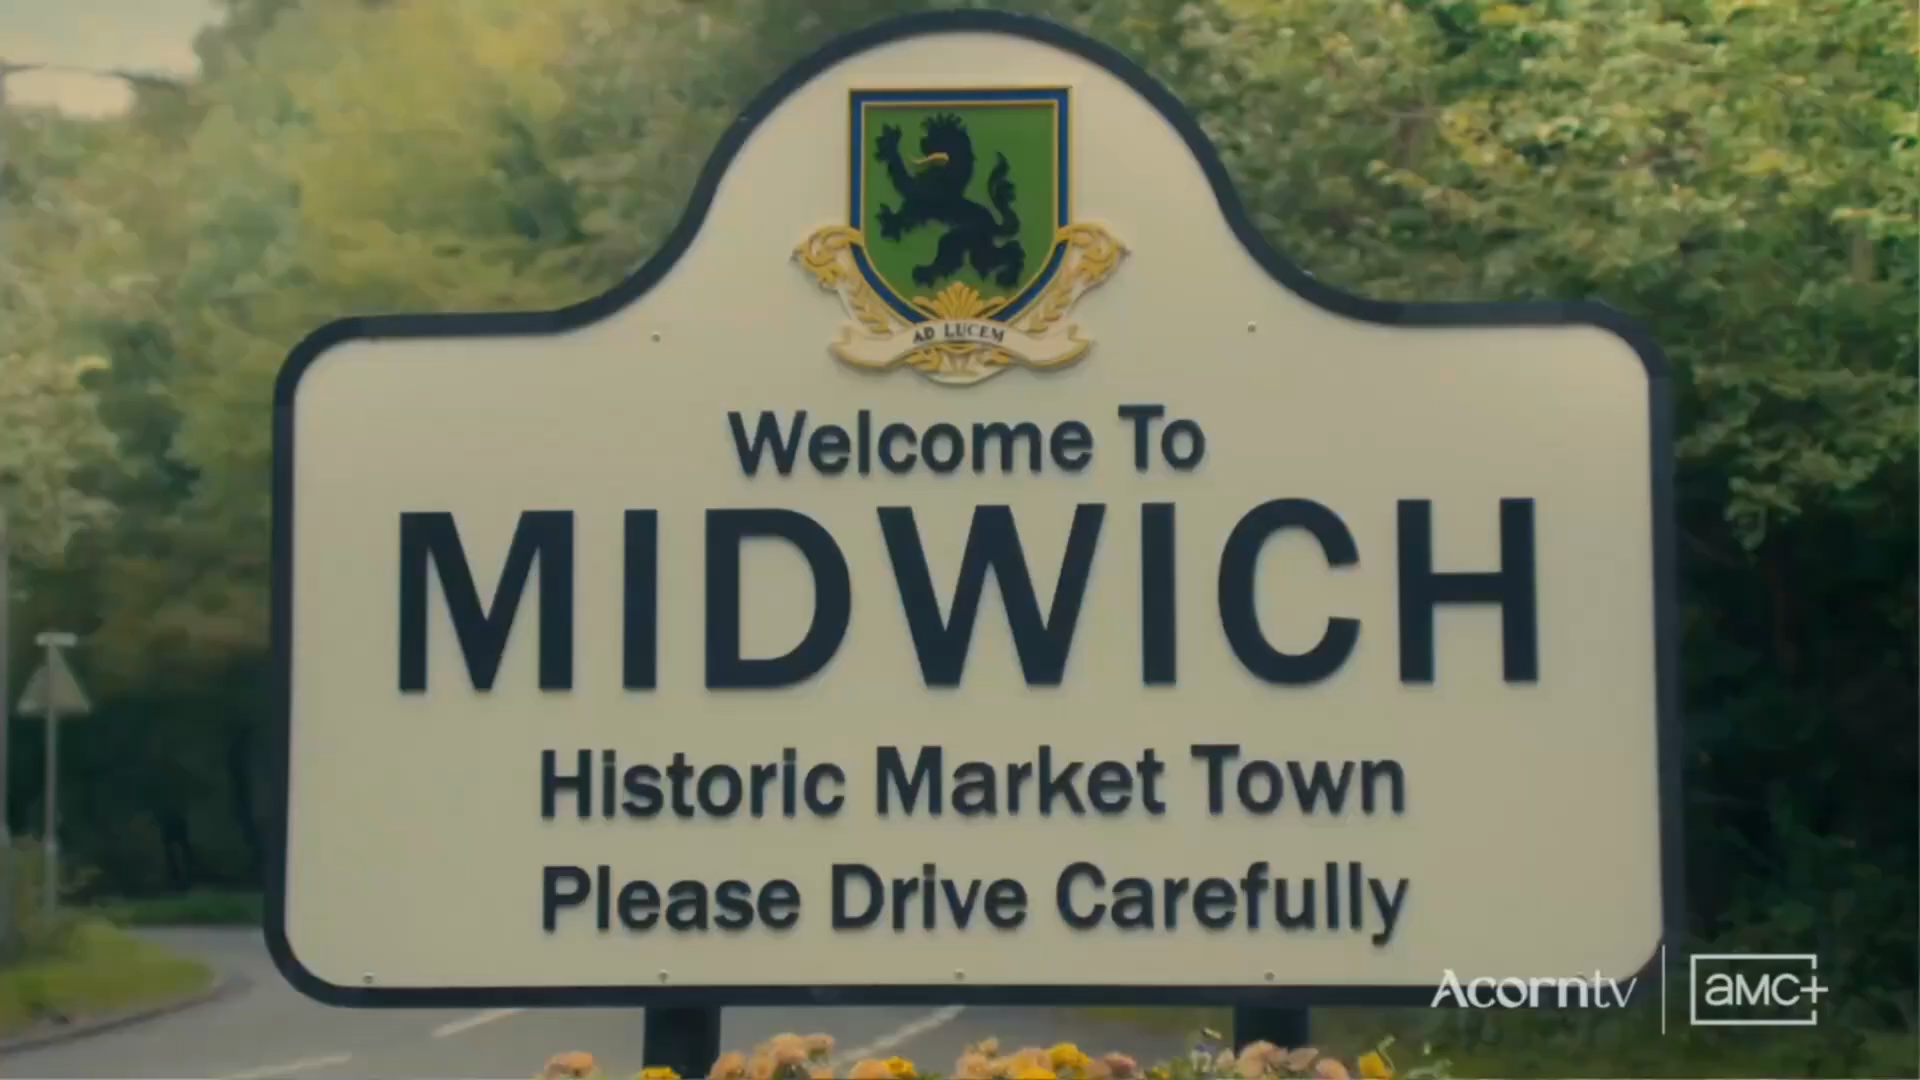 AD LUCEM
Welcome To
MIDWICH
Historic Market Town
Please Drive Carefully
Acorntv
aMC+